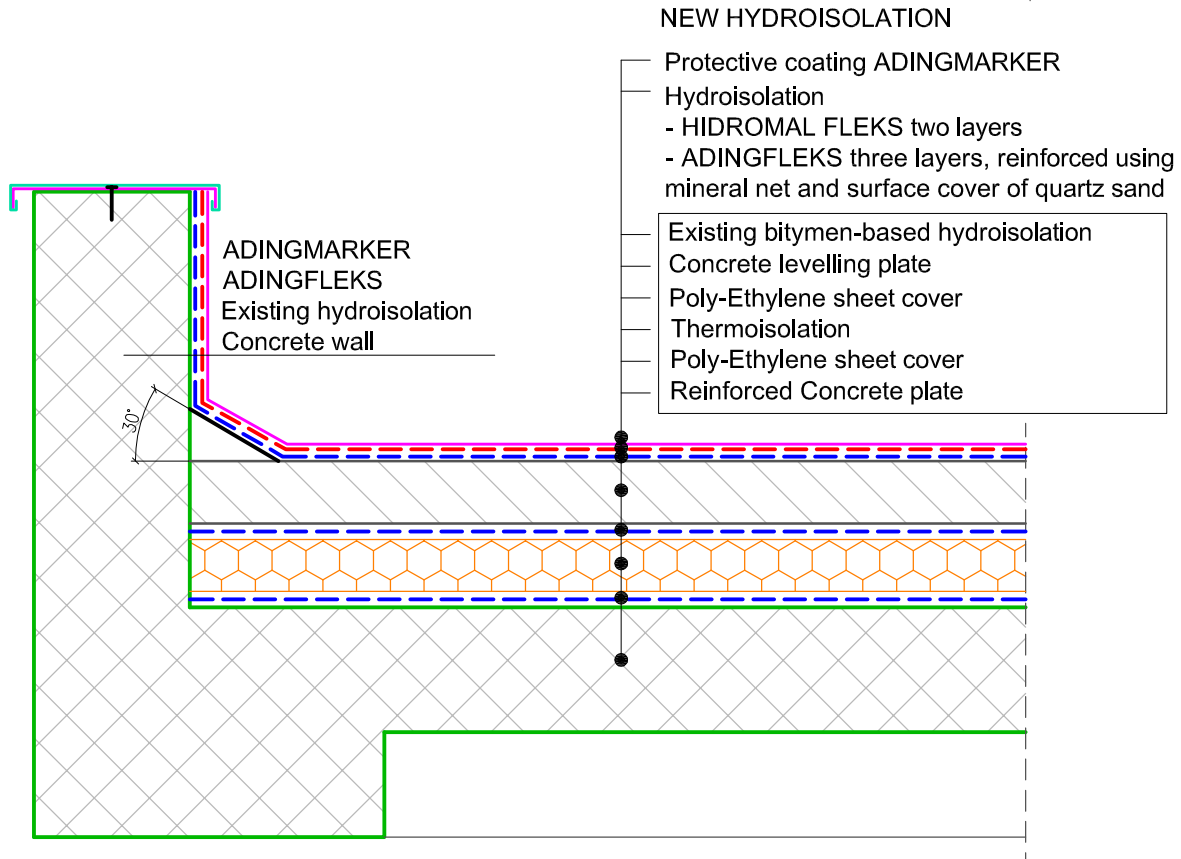 NEW HYDROISOLATION
Protective coating ADINGMARKER
Hydroisolation
- HIDROMAL FLEKS two layers
- ADINGFLEKS three layers, reinforced using
mineral net and surface cover of quartz sand
Existing bitymen-based hydroisolation
Concrete levelling plate
Poly-Ethylene sheet cover
Thermoisolation
Poly-Ethylene sheet cover
Reinforced Concrete plate
ADINGMARKER
ADINGFLEKS
Existing hydroisolation
Concrete wall
30°